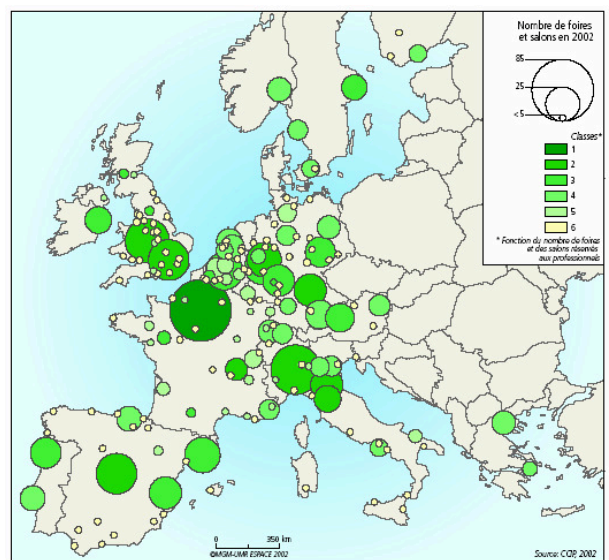 Nombre de foires
et salons en 2002
85
25
<5
Classes*
1
2
3
4
5
6
* Fonction du nombre de foires
et des salons réservés
aux professionnels
0 350 km
©MGM-UMR ESPACE 2002
Source: CCIP, 2002